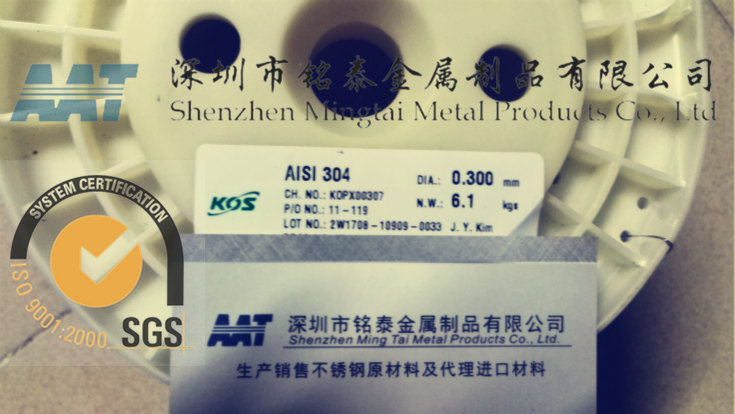 AAT 深圳市铭泰金属制品有限公司
Shenzhen Mingtai Metal Products Co., Ltd
KOS
AISI 304 DIA.: 0.300 mm
CH. NO.: KOPX00307 N.W.: 6.1 kgs
P/O NO.: 11-119
LOT NO.: 2W1708-10909-0033 J. Y. Kim
SYSTEM CERTIFICATION
ISO 9001:2000
SGS
AAT 深圳市铭泰金属制品有限公司
Shenzhen Ming Tai Metal Products Co., Ltd.
生产销售不锈钢原材料及代理进口材料